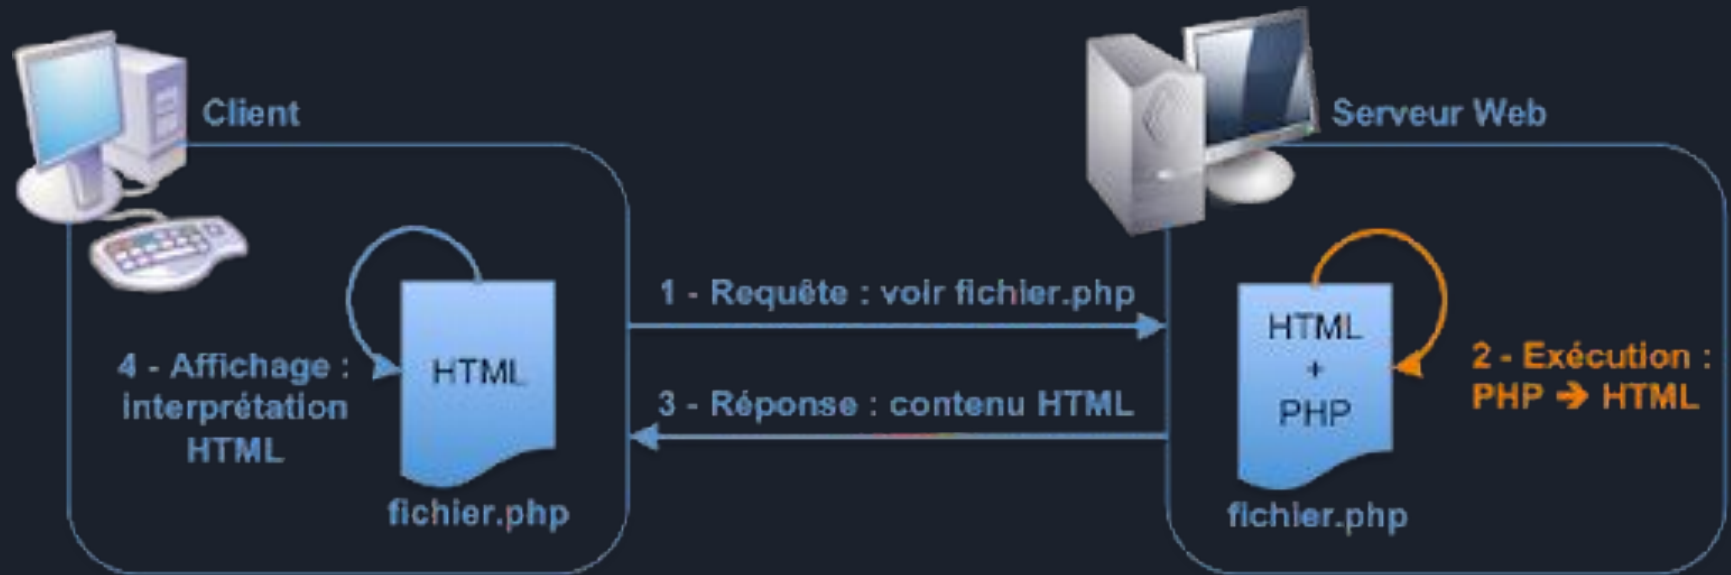 Client
Serveur Web
1 - Requête : voir fichier.php
HTML
+
PHP
2 - Exécution :
PHP ➔ HTML
4 - Affichage :
interprétation
HTML
HTML
3 - Réponse : contenu HTML
fichier.php
fichier.php